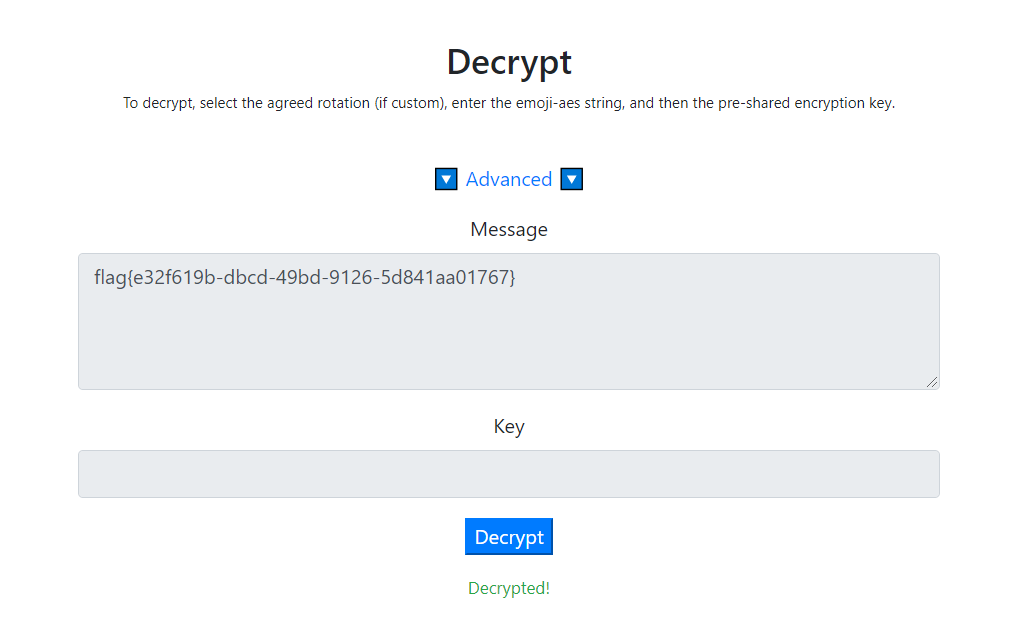 Decrypt
To decrypt, select the agreed rotation (if custom), enter the emoji-aes string, and then the pre-shared encryption key.
🔽 Advanced 🔽
Message
flag{e32f619b-dbcd-49bd-9126-5d841aa01767}
Key
Decrypt
Decrypted!